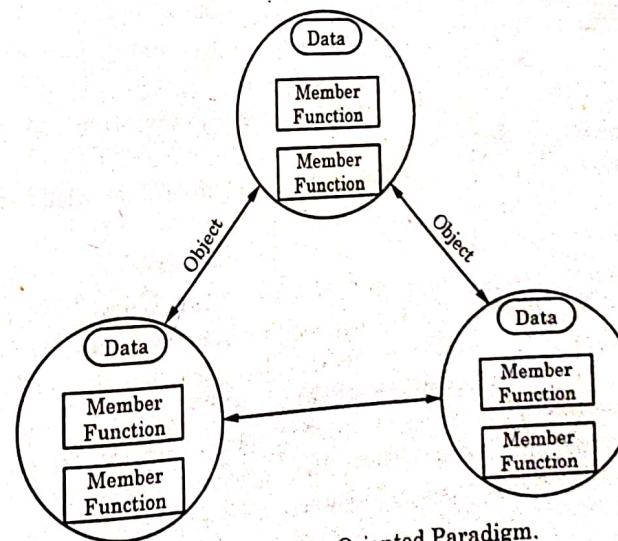 Data
Member
Function
Member
Function
Object
Object
Data
Member
Function
Member
Function
Data
Member
Function
Member
Function
Oriented Paradigm.